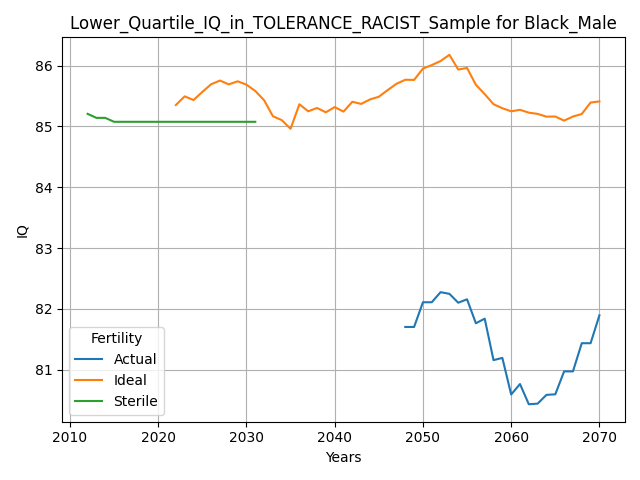 Lower_Quartile_IQ_in_TOLERANCE_RACIST_Sample for Black_Male
86
85
84
83
82
81
IQ
Fertility
Actual
Ideal
Sterile
2010 2020 2030 2040 2050 2060 2070
Years